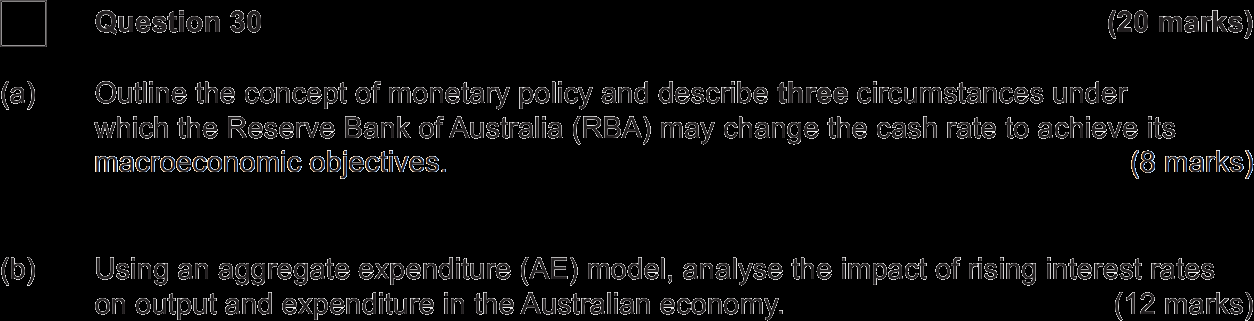 Question 30 (20 marks)
(a) Outline the concept of monetary policy and describe three circumstances under
which the Reserve Bank of Australia (RBA) may change the cash rate to achieve its
macroeconomic objectives. (8 marks)
(b) Using an aggregate expenditure (AE) model, analyse the impact of rising interest rates
on output and expenditure in the Australian economy. (12 marks)